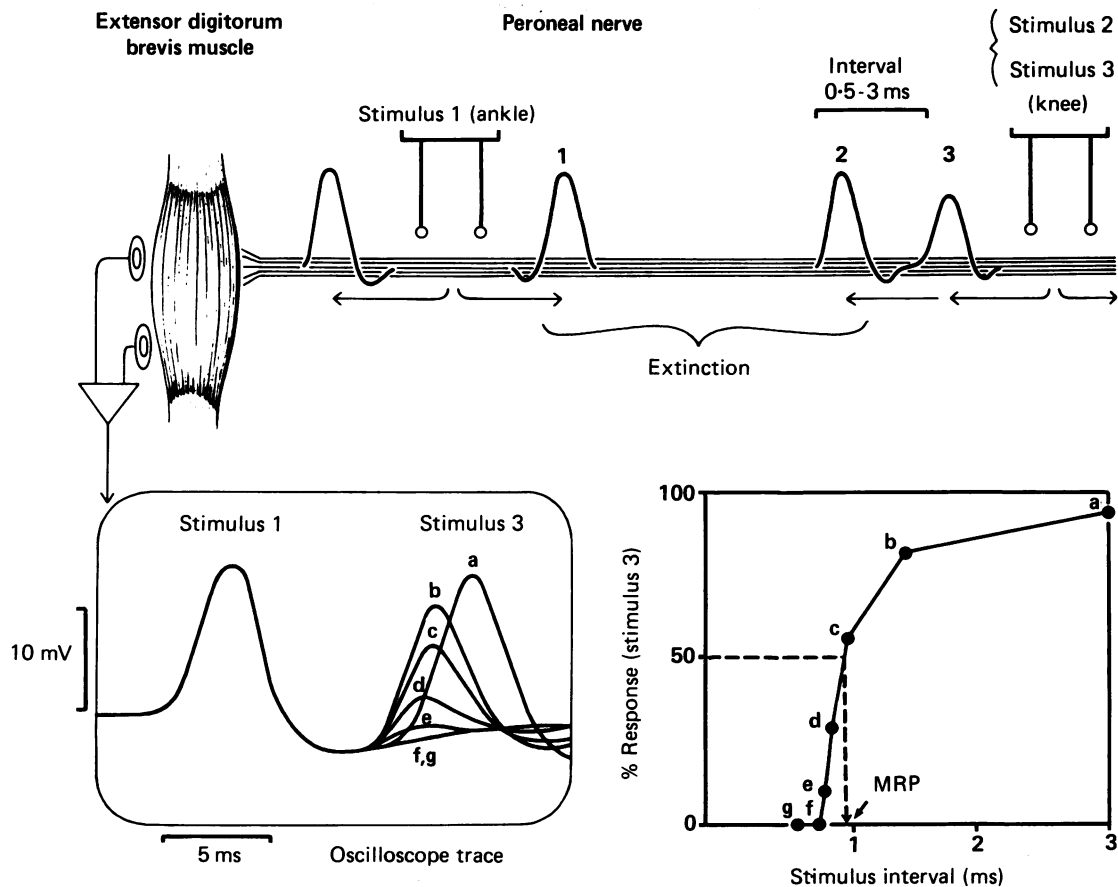 Extensor digitorum
brevis muscle
Peroneal nerve
Stimulus 2
Stimulus 3
(knee)
Interval
0·5-3 ms
Stimulus 1 (ankle)
1
2
3
Extinction
Stimulus 1
Stimulus 3
a
b
c
d
e
f,g
10 mV
5 ms
Oscilloscope trace
100
a
b
c
50
d
e
g
f
MRP
0
1
2
3
% Response (stimulus 3)
Stimulus interval (ms)